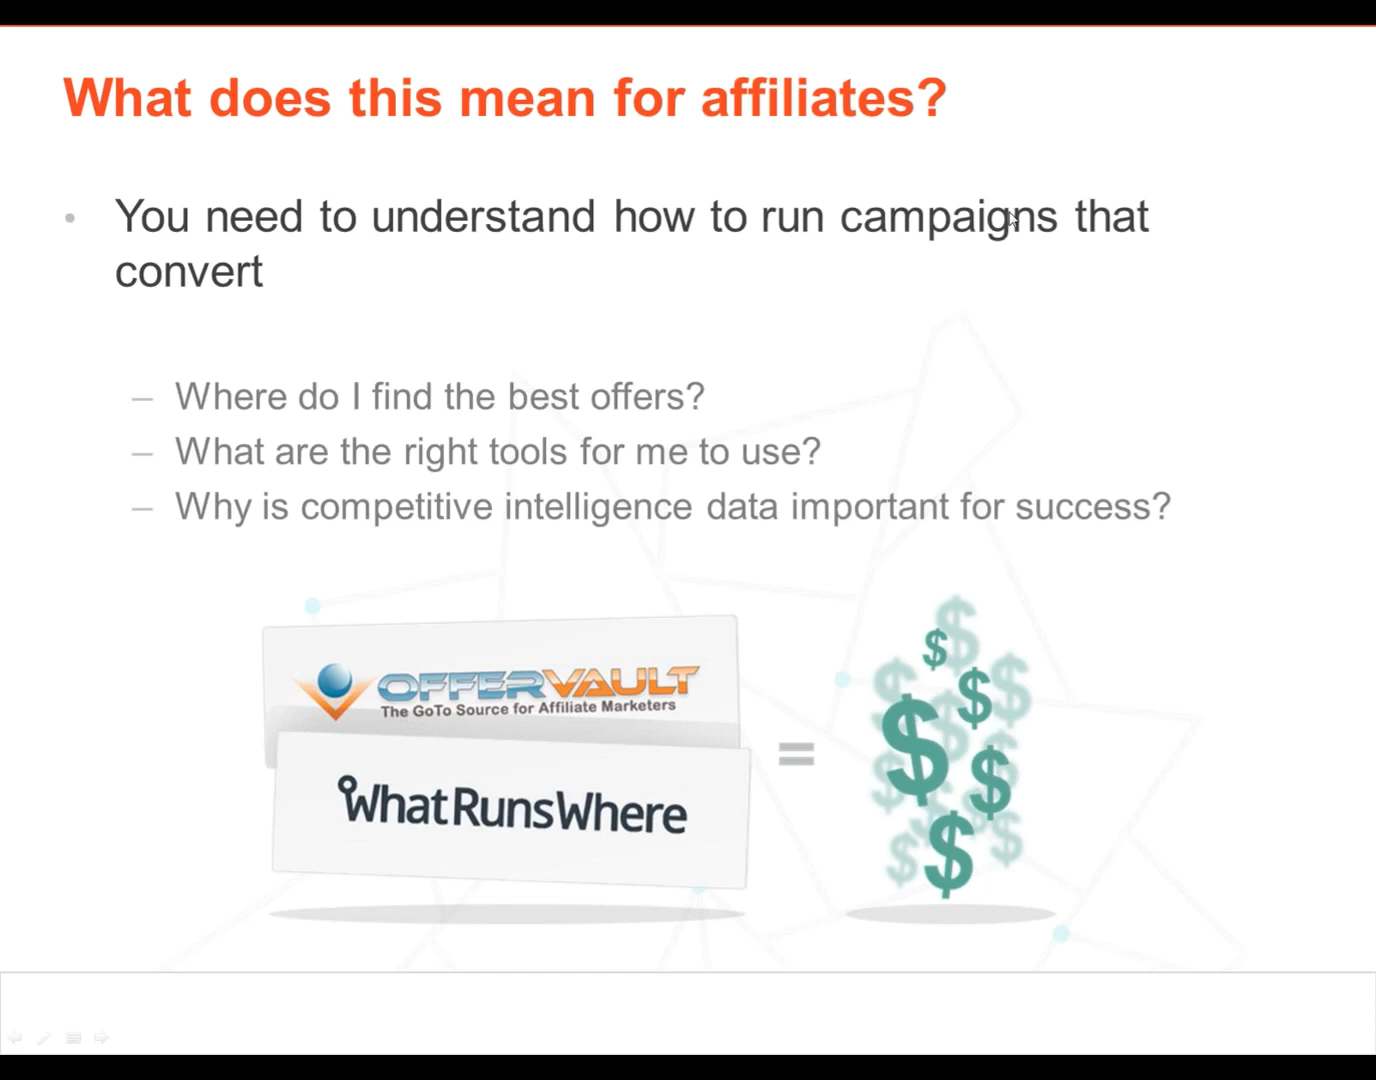 What does this mean for affiliates?
• You need to understand how to run campaigns that
convert
– Where do I find the best offers?
– What are the right tools for me to use?
– Why is competitive intelligence data important for success?
OFFERVAULT
The GoTo Source for Affiliate Marketers
WhatRunsWhere
=
$ $ $ $ $ $ $ $ $ $ $ $